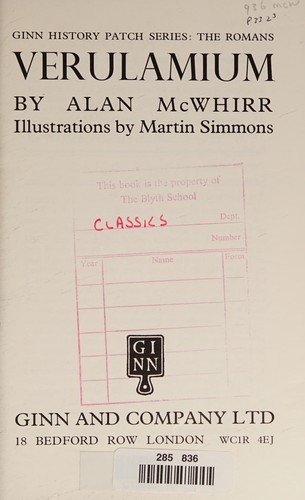 GINN HISTORY PATCH SERIES: THE ROMANS
VERULAMIUM
BY ALAN McWHIRR
Illustrations by Martin Simmons
This book is the property of
The Blyth School
CLASSICS
Dept.
Number
Year Name Form
GI
NN
GINN AND COMPANY LTD
18 BEDFORD ROW LONDON WC1R 4EJ
285 836